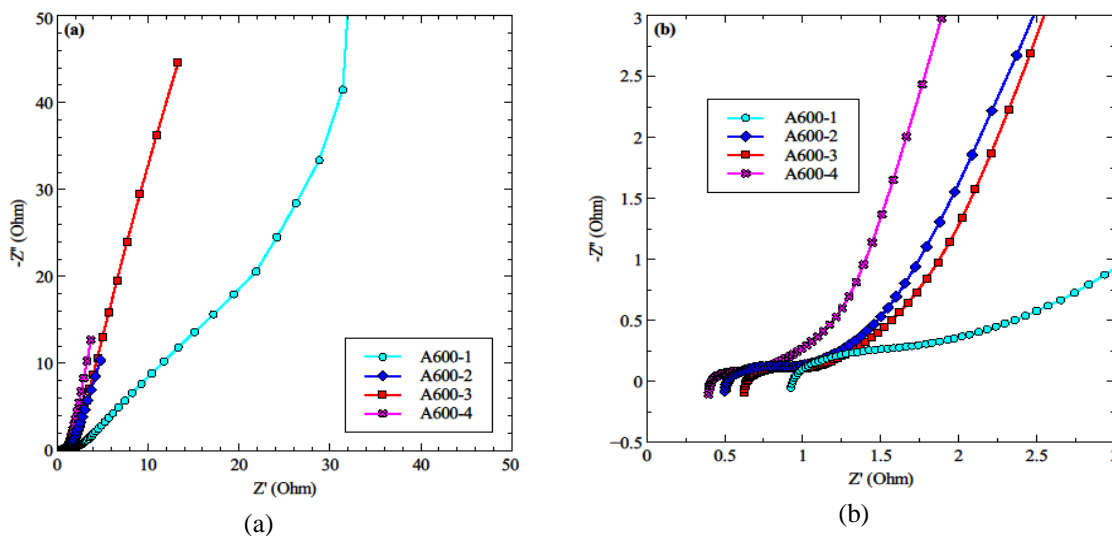 (a)
50
40
30
20
10
0
-Z" (Ohm)
A600-1
A600-2
A600-3
A600-4
0 10 20 30 40 50
Z' (Ohm)
(a)
(b)
3
2.5
2
1.5
1
0.5
0
−0.5
-Z" (Ohm)
A600-1
A600-2
A600-3
A600-4
0 0.5 1 1.5 2 2.5 3
Z' (Ohm)
(b)